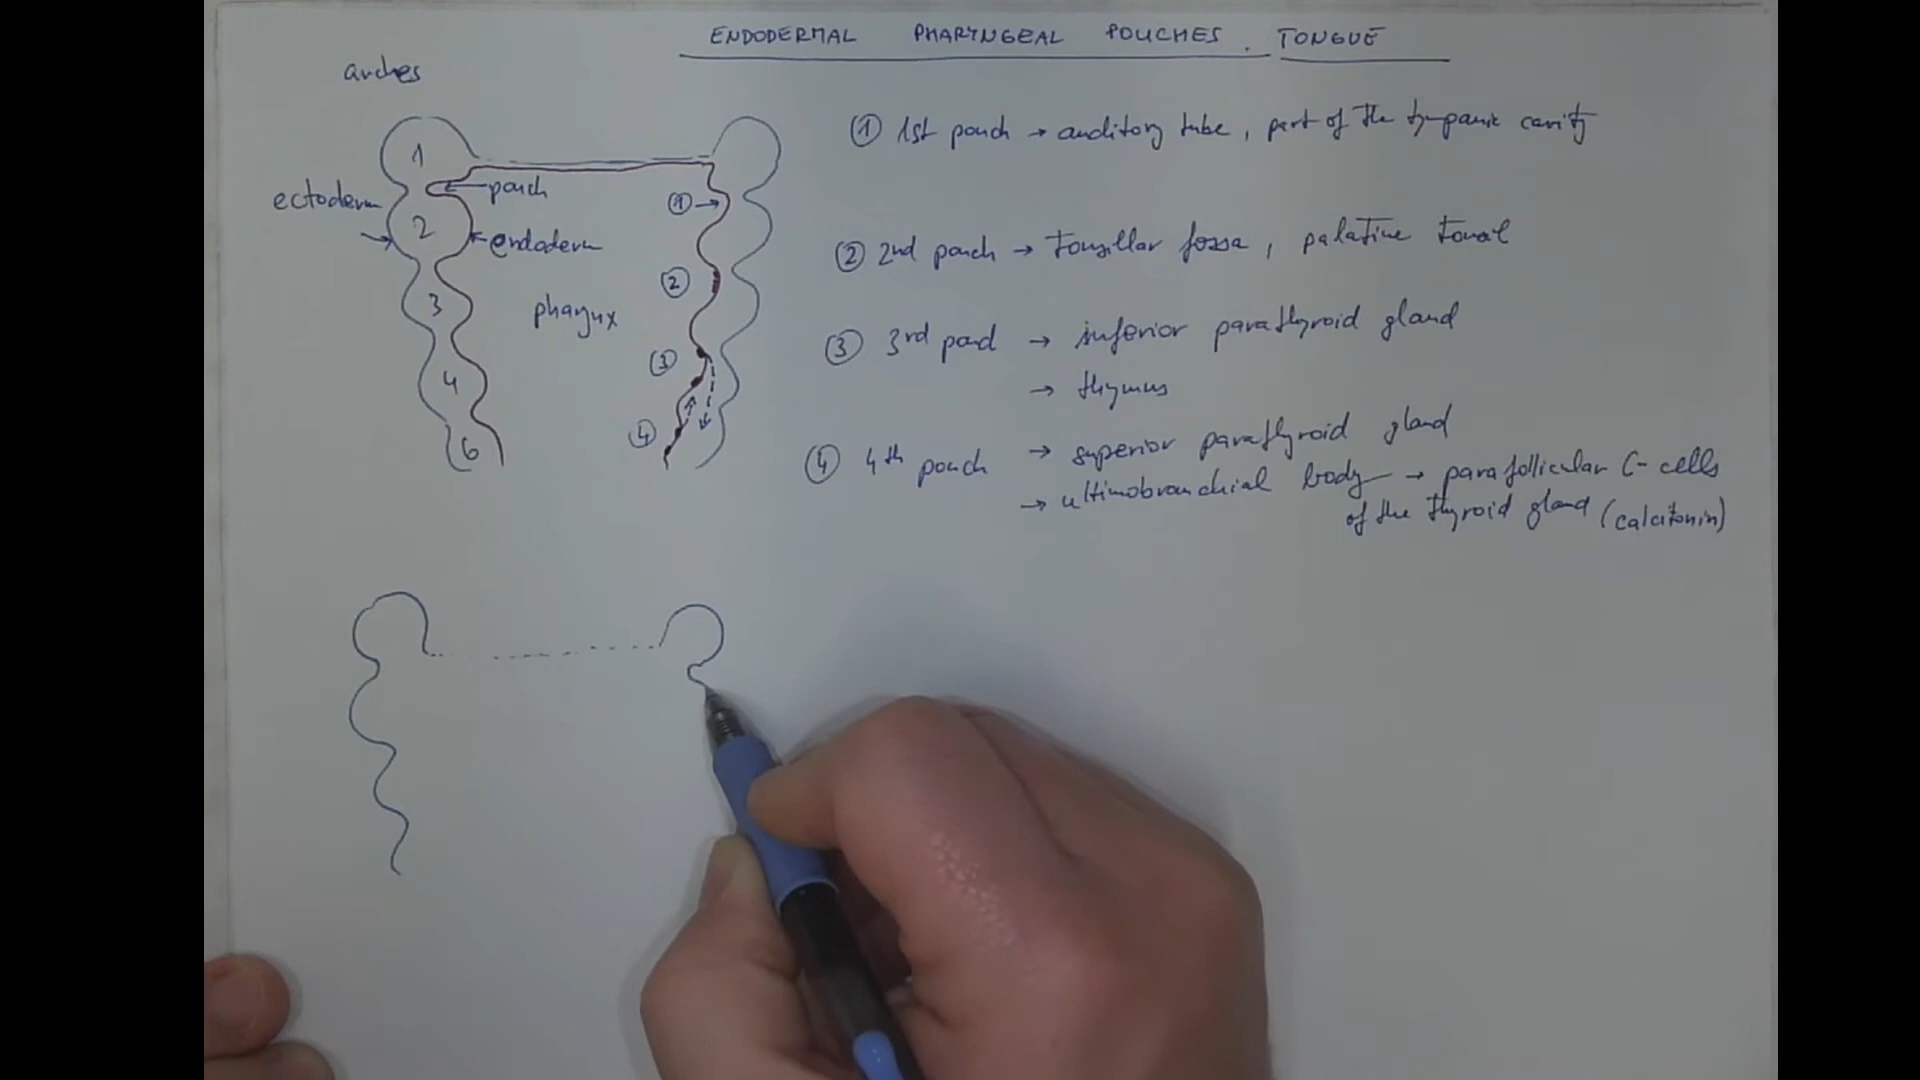 ENDODERMAL PHARYNGEAL POUCHES. TONGUE
arches
1
ectoderm
pouch
2
endoderm
3
pharynx
4
6
①
②
③
④
① 1st pouch → auditory tube, part of the tympanic cavity
② 2nd pouch → tonsillar fossa, palatine tonsil
③ 3rd pouch → inferior parathyroid gland
→ thymus
④ 4th pouch → superior parathyroid gland
→ ultimobranchial body → parafollicular C-cells
of the thyroid gland (calcitonin)